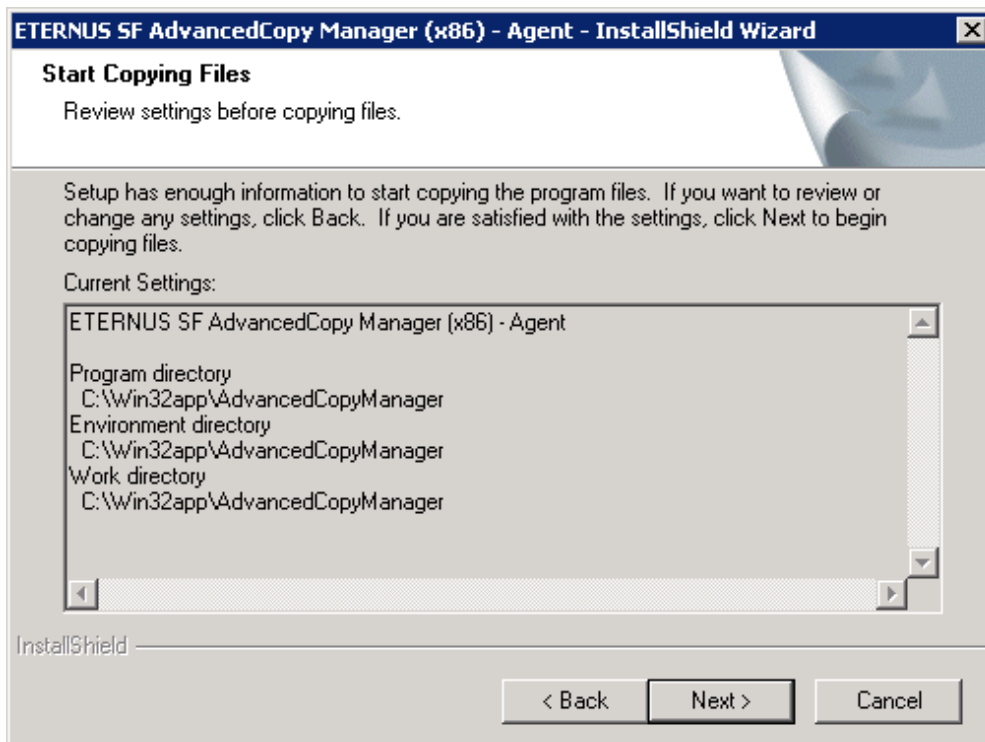 ETERNUS SF AdvancedCopy Manager (x86) - Agent - InstallShield Wizard
Start Copying Files
Review settings before copying files.
Setup has enough information to start copying the program files.  If you want to review or
change any settings, click Back.  If you are satisfied with the settings, click Next to begin
copying files.
Current Settings:
ETERNUS SF AdvancedCopy Manager (x86) - Agent
Program directory
C:\Win32app\AdvancedCopyManager
Environment directory
C:\Win32app\AdvancedCopyManager
Work directory
C:\Win32app\AdvancedCopyManager
InstallShield
< Back
Next >
Cancel